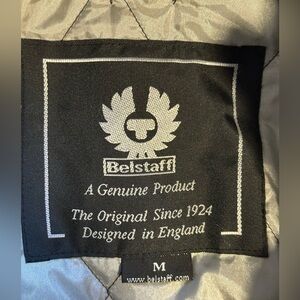 Belstaff
A Genuine Product
The Original Since 1924
Designed in England
M
www.belstaff.com